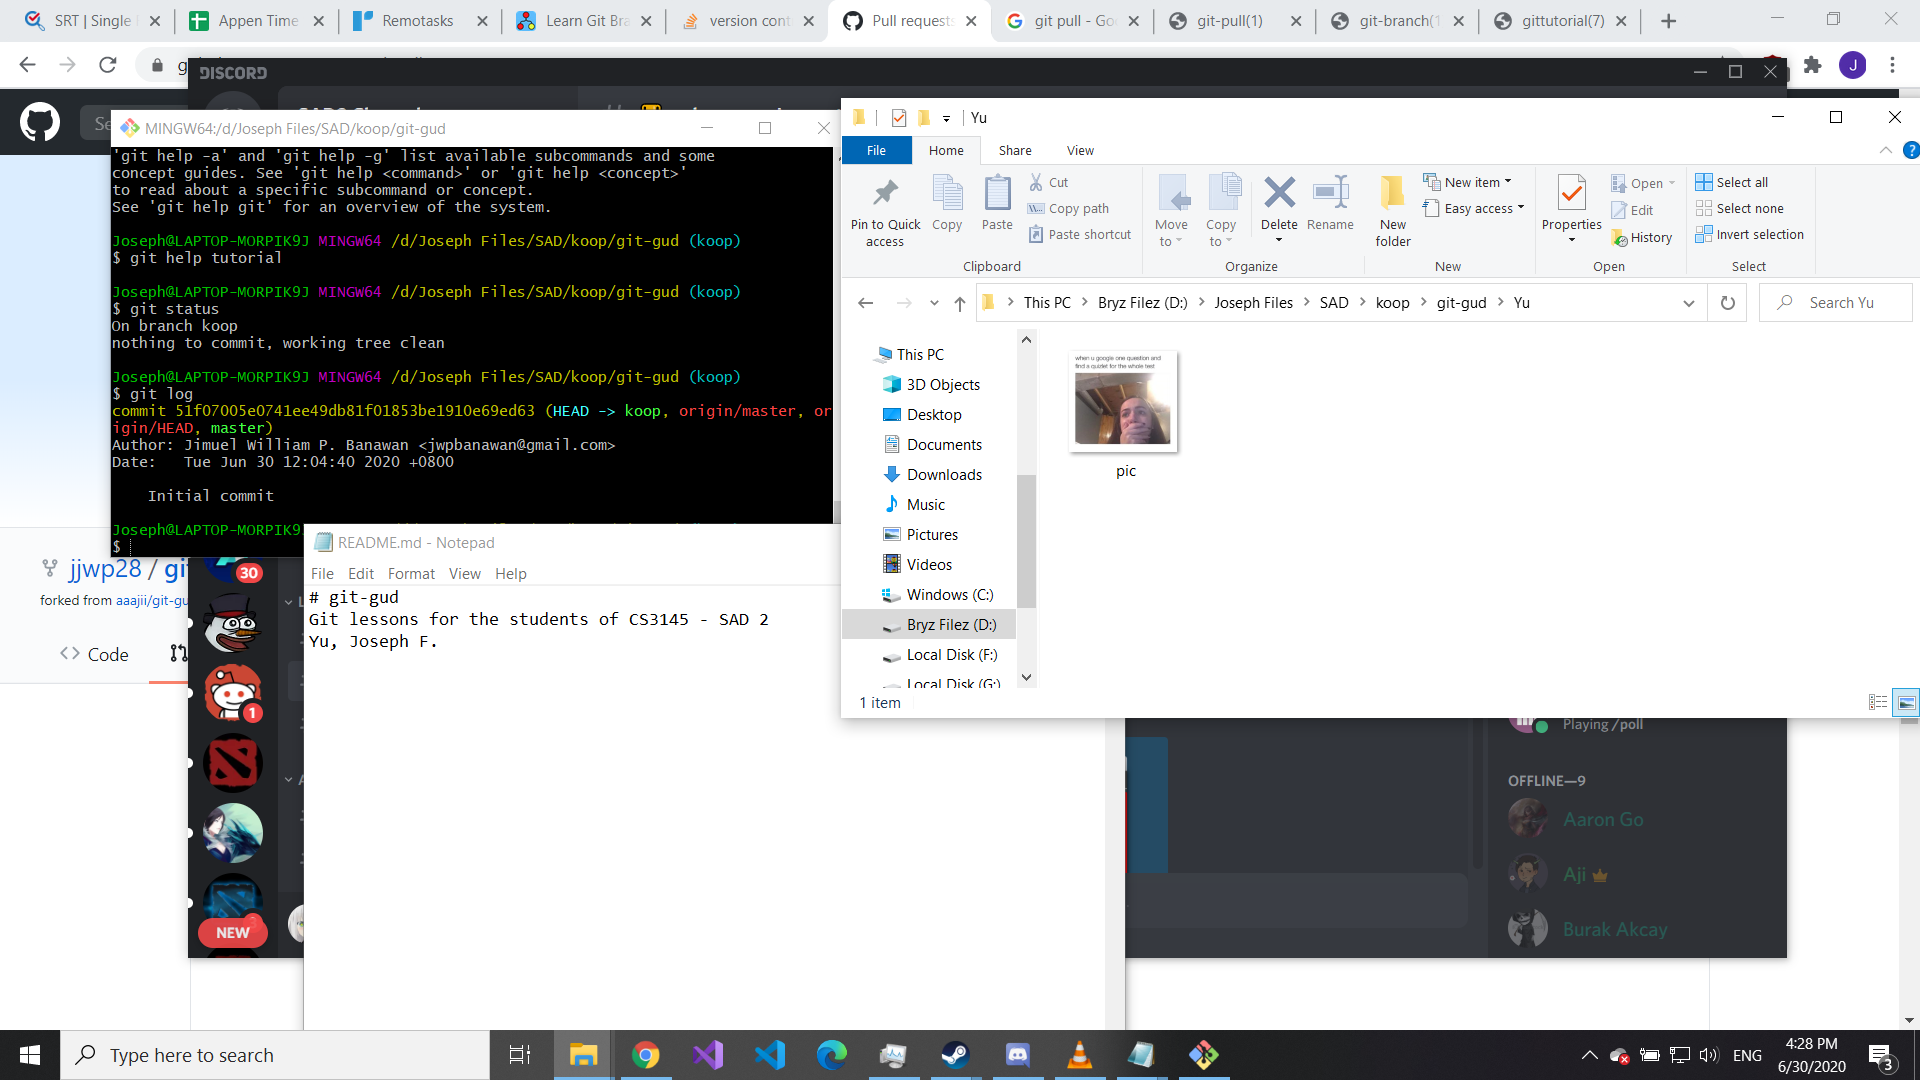 SRT | Single
Appen Time
Remotasks
Learn Git Bra
version cont
Pull requests
git pull - Goo
git-pull(1)
git-branch(1
gittutorial(7)
J
DISCORD
MINGW64:/d/Joseph Files/SAD/koop/git-gud
'git help -a' and 'git help -g' list available subcommands and some
concept guides. See 'git help <command>' or 'git help <concept>'
to read about a specific subcommand or concept.
See 'git help git' for an overview of the system.
Joseph@LAPTOP-MORPIK9J MINGW64 /d/Joseph Files/SAD/koop/git-gud (koop)
$ git help tutorial
Joseph@LAPTOP-MORPIK9J MINGW64 /d/Joseph Files/SAD/koop/git-gud (koop)
$ git status
On branch koop
nothing to commit, working tree clean
Joseph@LAPTOP-MORPIK9J MINGW64 /d/Joseph Files/SAD/koop/git-gud (koop)
$ git log
commit 51f07005e0741ee49db81f01853be1910e69ed63 (HEAD -> koop, origin/master, or
igin/HEAD, master)
Author: Jimuel William P. Banawan <jwpbanawan@gmail.com>
Date:   Tue Jun 30 12:04:40 2020 +0800
Initial commit
Joseph@LAPTOP-MORPIK9J
$
jjwp28 / git
forked from aaajii/git-gu
Code
30
1
NEW
README.md - Notepad
File Edit Format View Help
# git-gud
Git lessons for the students of CS3145 - SAD 2
Yu, Joseph F.
Yu
File Home Share View
Pin to Quick access
Copy
Paste
Cut
Copy path
Paste shortcut
Clipboard
Move to
Copy to
Delete
Rename
Organize
New folder
New item
Easy access
New
Properties
Open
Edit
History
Open
Select all
Select none
Invert selection
Select
This PC > Bryz Filez (D:) > Joseph Files > SAD > koop > git-gud > Yu
Search Yu
This PC
3D Objects
Desktop
Documents
Downloads
Music
Pictures
Videos
Windows (C:)
Bryz Filez (D:)
Local Disk (F:)
Local Disk (G:)
when u google one question and
find a quizlet for the whole test
pic
1 item
Playing /poll
OFFLINE—9
Aaron Go
Aji
Burak Akcay
Type here to search
ENG
4:28 PM
6/30/2020
3